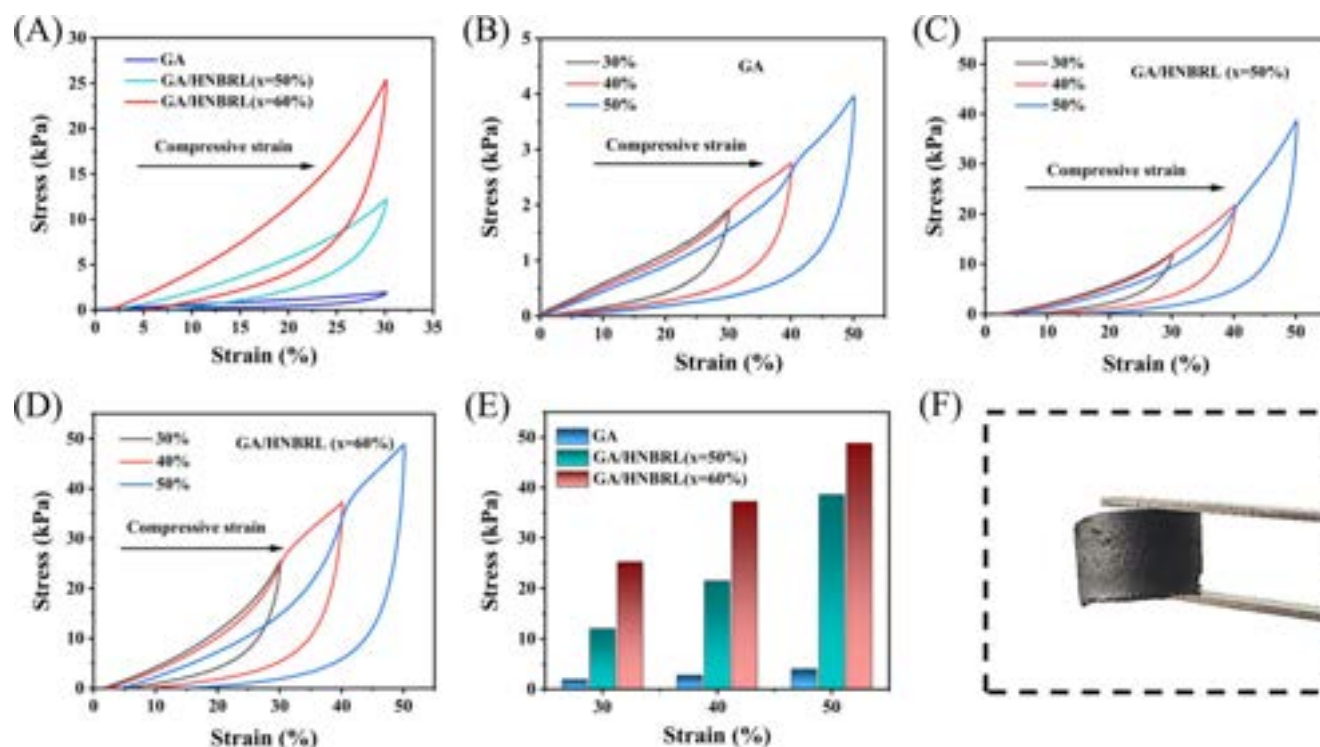 (A)
30
25
20
15
10
5
0
GA
GA/HNBRL(x=50%)
GA/HNBRL(x=60%)
Compressive strain
Stress (kPa)
0 5 10 15 20 25 30 35
Strain (%)
(B)
5
4
3
2
1
0
30%
40%
50%
GA
Compressive strain
Stress (kPa)
0 10 20 30 40 50
Strain (%)
(C)
50
40
30
20
10
0
30%
40%
50%
GA/HNBRL (x=50%)
Compressive strain
Stress (kPa)
0 10 20 30 40 50
Strain (%)
(D)
50
40
30
20
10
0
30%
40%
50%
GA/HNBRL (x=60%)
Compressive strain
Stress (kPa)
0 10 20 30 40 50
Strain (%)
(E)
50
40
30
20
10
0
GA
GA/HNBRL(x=50%)
GA/HNBRL(x=60%)
Stress (kPa)
30 40 50
Strain (%)
(F)